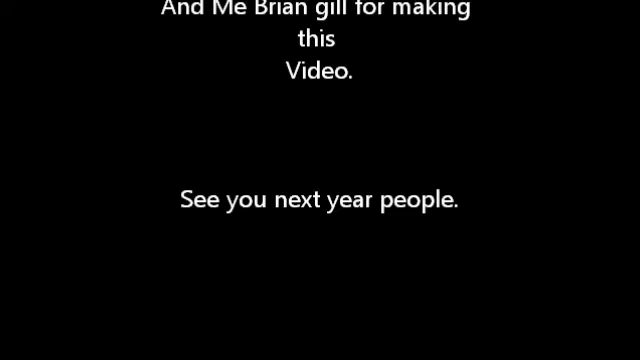 And Me Brian gill for making
this
Video.
See you next year people.